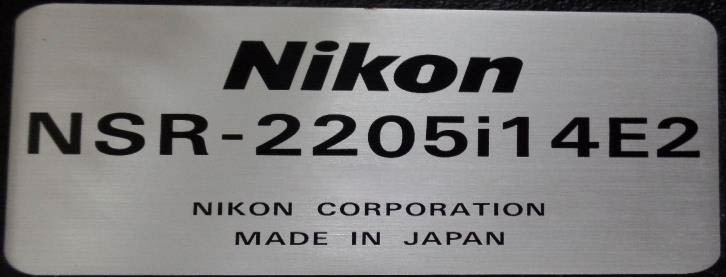 Nikon
NSR-2205i14E2
NIKON CORPORATION
MADE IN JAPAN